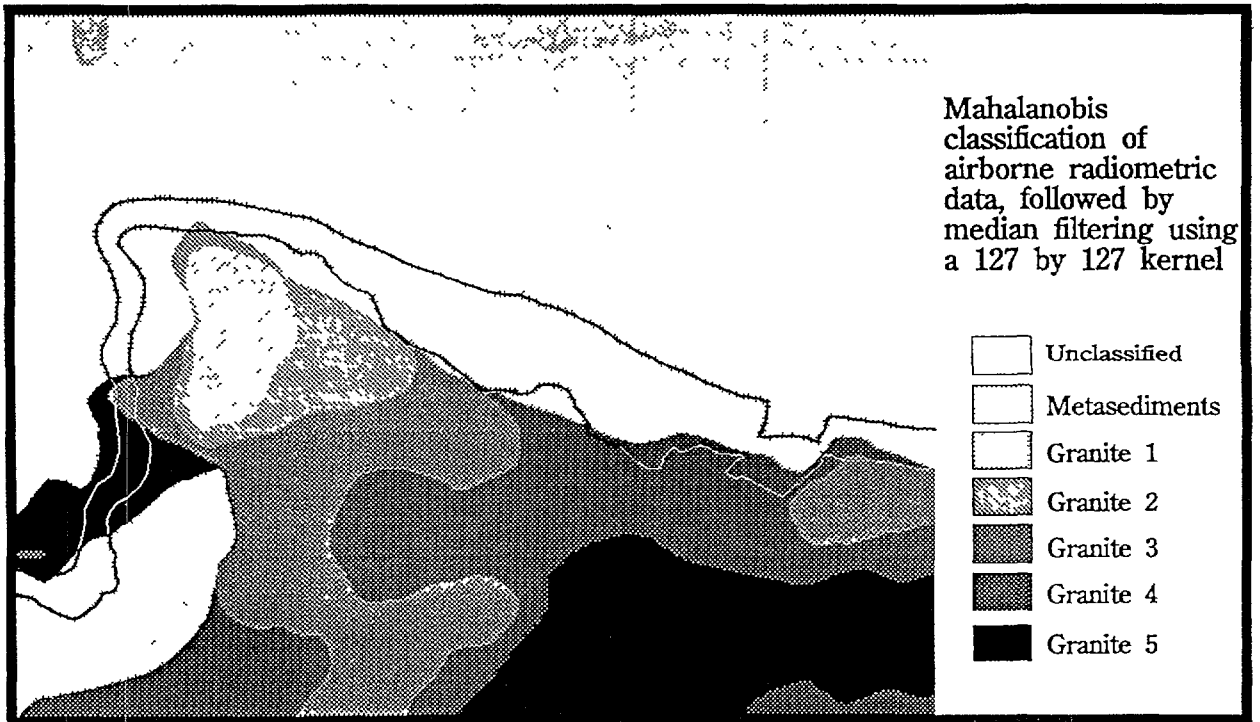 Mahalanobis
classification of
airborne radiometric
data, followed by
median filtering using
a 127 by 127 kernel
Unclassified
Metasediments
Granite 1
Granite 2
Granite 3
Granite 4
Granite 5